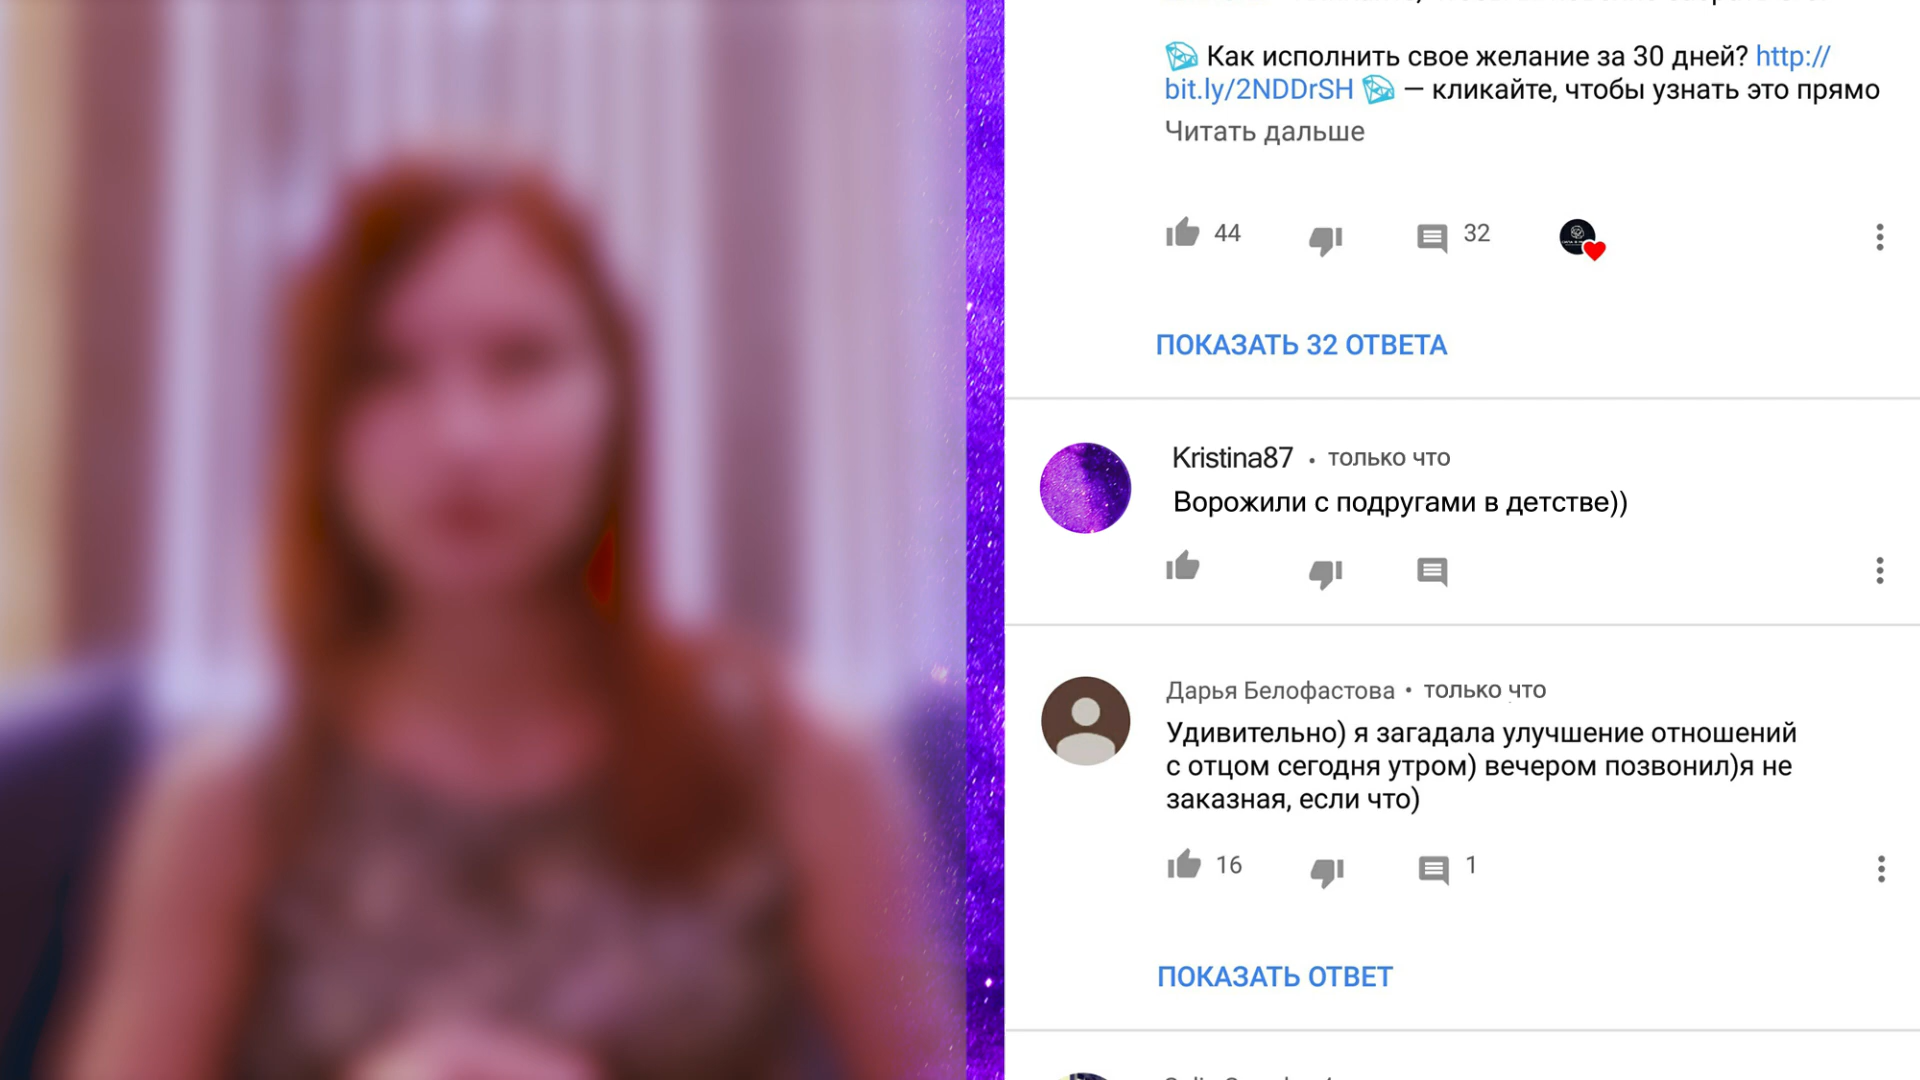 Как исполнить свое желание за 30 дней? http://
bit.ly/2NDDrSH — кликайте, чтобы узнать это прямо
Читать дальше
44 32
ПОКАЗАТЬ 32 ОТВЕТА
Kristina87 • только что
Ворожили с подругами в детстве))
Дарья Белофастова • только что
Удивительно) я загадала улучшение отношений
с отцом сегодня утром) вечером позвонил)я не
заказная, если что)
16 1
ПОКАЗАТЬ ОТВЕТ